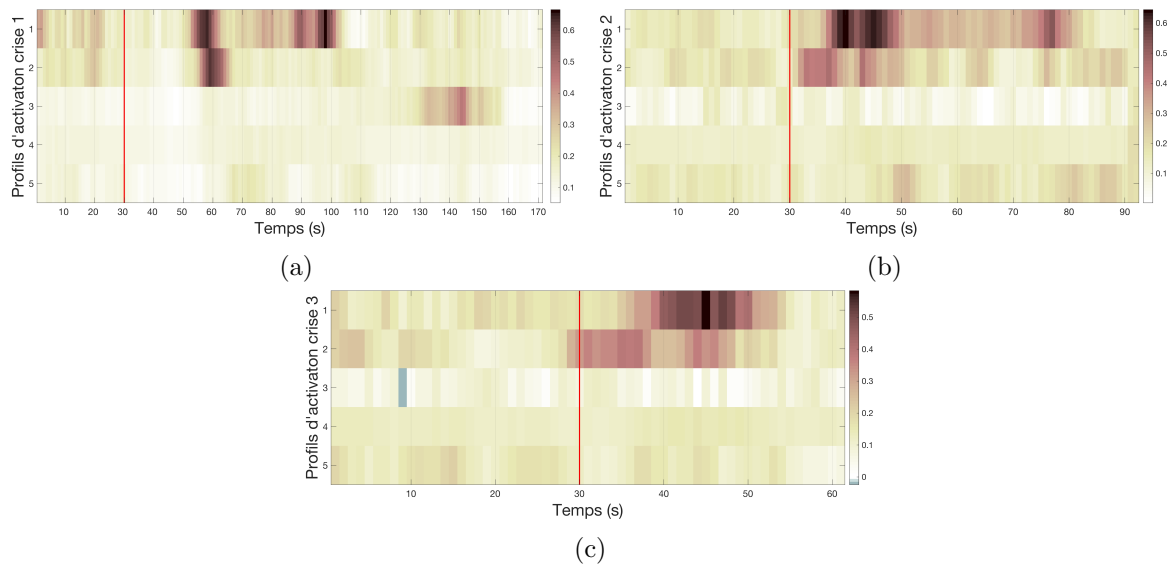 Profils d'activaton crise 1
1
2
3
4
5
10 20 30 40 50 60 70 80 90 100 110 120 130 140 150 160 170
Temps (s)
0.6
0.5
0.4
0.3
0.2
0.1
(a)
Profils d'activaton crise 2
1
2
3
4
5
10 20 30 40 50 60 70 80 90
Temps (s)
0.6
0.5
0.4
0.3
0.2
0.1
(b)
Profils d'activaton crise 3
1
2
3
4
5
10 20 30 40 50 60
Temps (s)
0.5
0.4
0.3
0.2
0.1
0
(c)